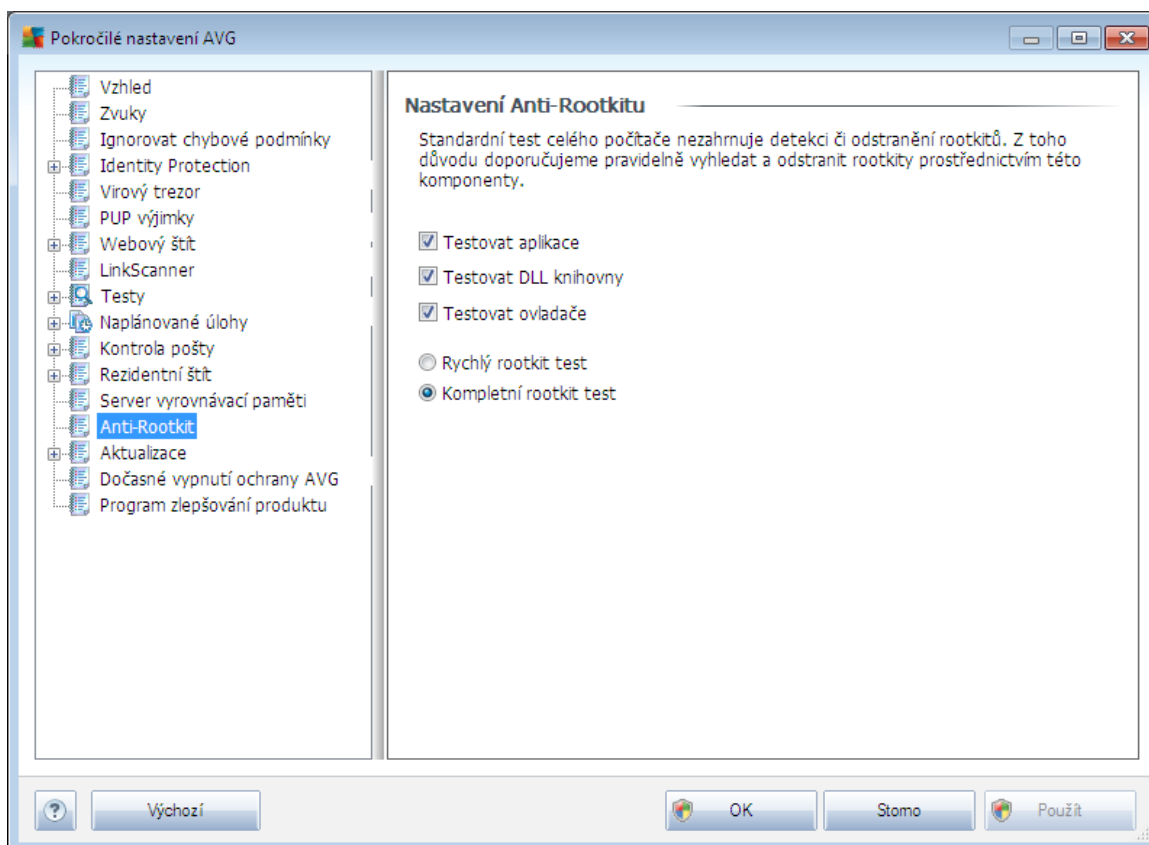 Pokročilé nastavení AVG
Vzhled
Zvuky
Ignorovat chybové podmínky
Identity Protection
Virový trezor
PUP výjimky
Webový štít
LinkScanner
Testy
Naplánované úlohy
Kontrola pošty
Rezidentní štít
Server vyrovnávací paměti
Anti-Rootkit
Aktualizace
Dočasné vypnutí ochrany AVG
Program zlepšování produktu
Nastavení Anti-Rootkitu
Standardní test celého počítače nezahrnuje detekci či odstranění rootkitů. Z toho
důvodu doporučujeme pravidelně vyhledat a odstranit rootkity prostřednictvím této
komponenty.
Testovat aplikace
Testovat DLL knihovny
Testovat ovladače
Rychlý rootkit test
Kompletní rootkit test
?
Výchozí
OK
Stomo
Použít